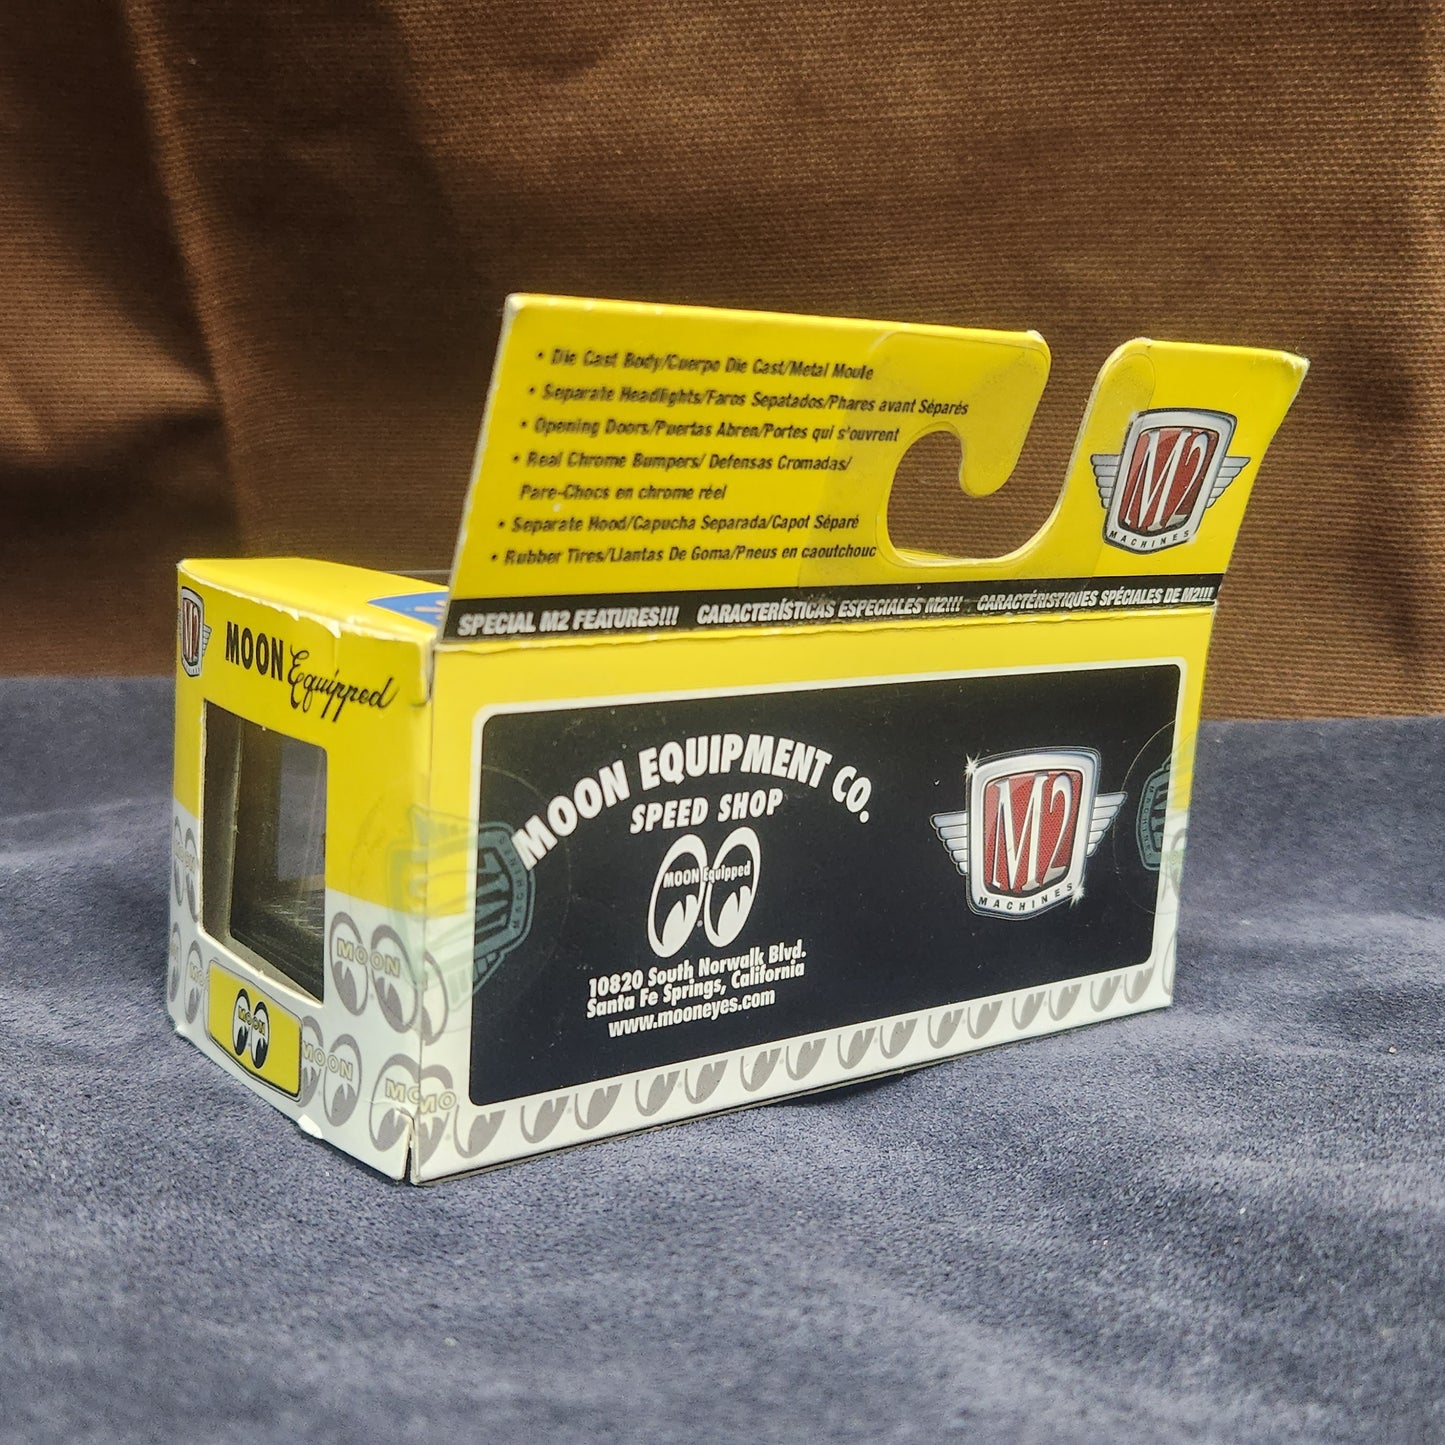 • Die Cast Body/Cuerpo Die Cast/Metal Moule
• Separate Headlights/Faros Sepatados/Phares avant Séparés
• Opening Doors/Puertas Abren/Portes qui s'ouvrent
• Real Chrome Bumpers/ Defensas Cromadas/
Pare-Chocs en chrome réel
• Separate Hood/Capucha Separada/Capot Séparé
• Rubber Tires/Llantas De Goma/Pneus en caoutchouc
M2
MACHINES
SPECIAL M2 FEATURES!!! CARACTERÍSTICAS ESPECIALES M2!!! CARACTÉRISTIQUES SPÉCIALES DE M2!!!
MOON Equipped
MOON EQUIPMENT CO.
SPEED SHOP
MOON Equipped
10820 South Norwalk Blvd.
Santa Fe Springs, California
www.mooneyes.com
M2
MACHINES
MOON
MOON
MOON